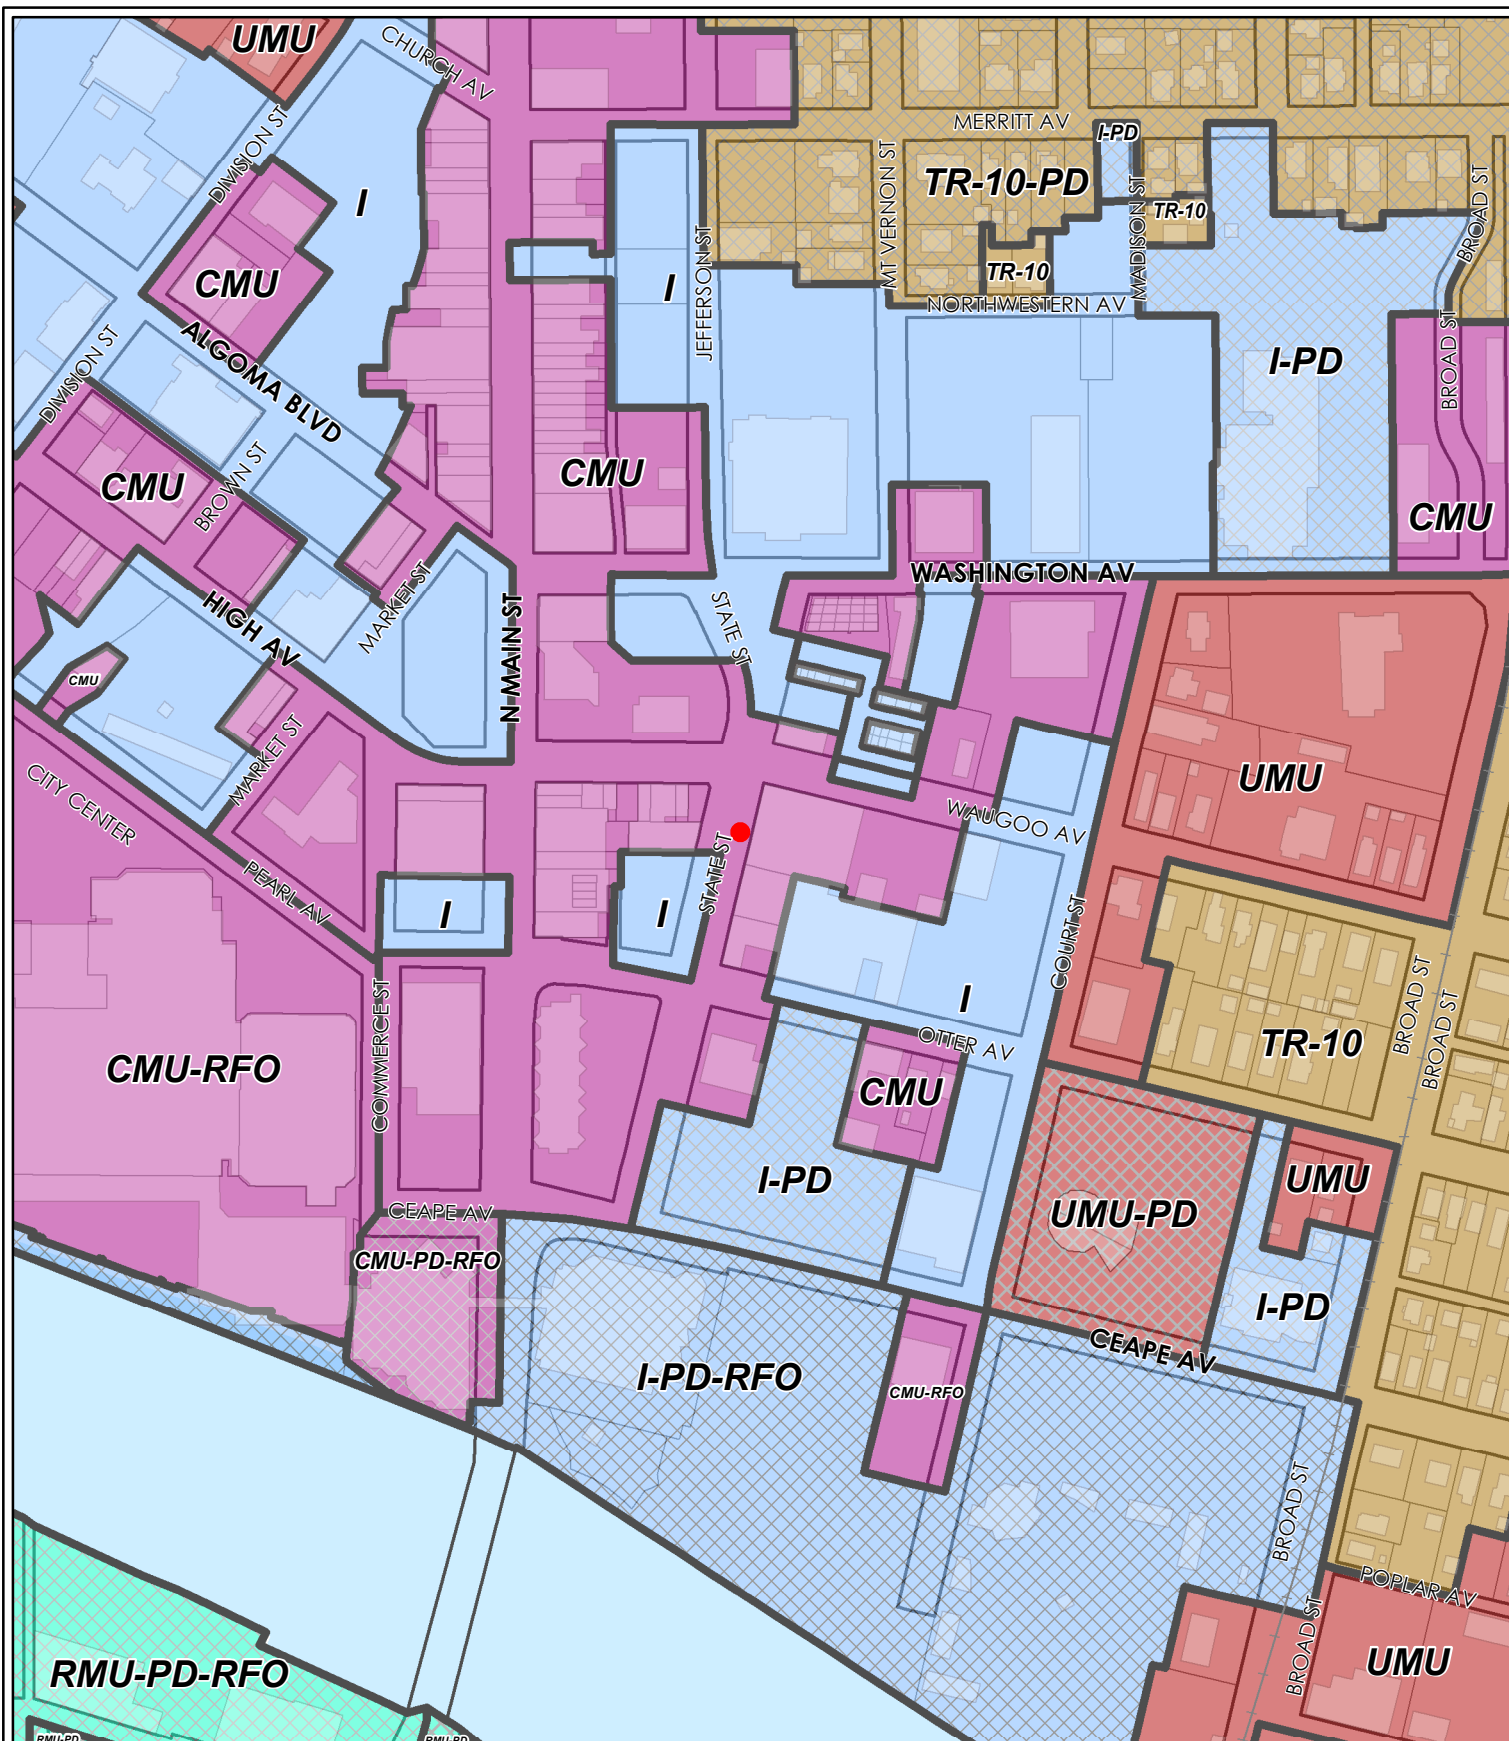 UMU
CHURCH AV
MERRITT AV
I-PD
DIVISION ST
I
MT VERNON ST
TR-10-PD
MADISON ST
TR-10
BROAD ST
CMU
I
JEFFERSON ST
TR-10
NORTHWESTERN AV
ALGOMA BLVD
DIVISION ST
I-PD
BROAD ST
CMU
BROWN ST
CMU
CMU
WASHINGTON AV
HIGH AV
MARKET ST
N MAIN ST
STATE ST
CMU
MARKET ST
CITY CENTER
UMU
WAUGOO AV
PEARL AV
I
I
STATE ST
COURT ST
I
BROAD ST
BROAD ST
OTTER AV
TR-10
CMU-RFO
COMMERCE ST
CMU
I-PD
UMU
CEAPE AV
UMU-PD
CMU-PD-RFO
I-PD
CEAPE AV
I-PD-RFO
CMU-RFO
BROAD ST
POPLAR AV
BROAD ST
RMU-PD-RFO
UMU
RMU-PD
RMU-PD